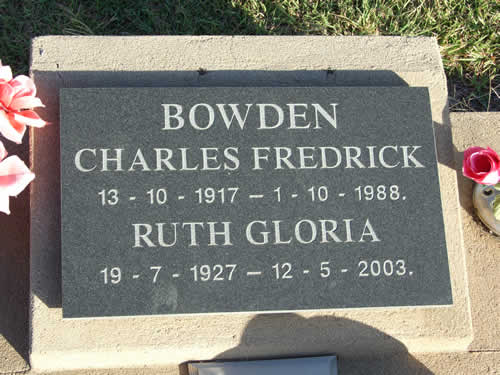 BOWDEN
CHARLES FREDRICK
13 - 10 - 1917 – 1 - 10 - 1988.
RUTH GLORIA
19 - 7 - 1927 – 12 - 5 - 2003.